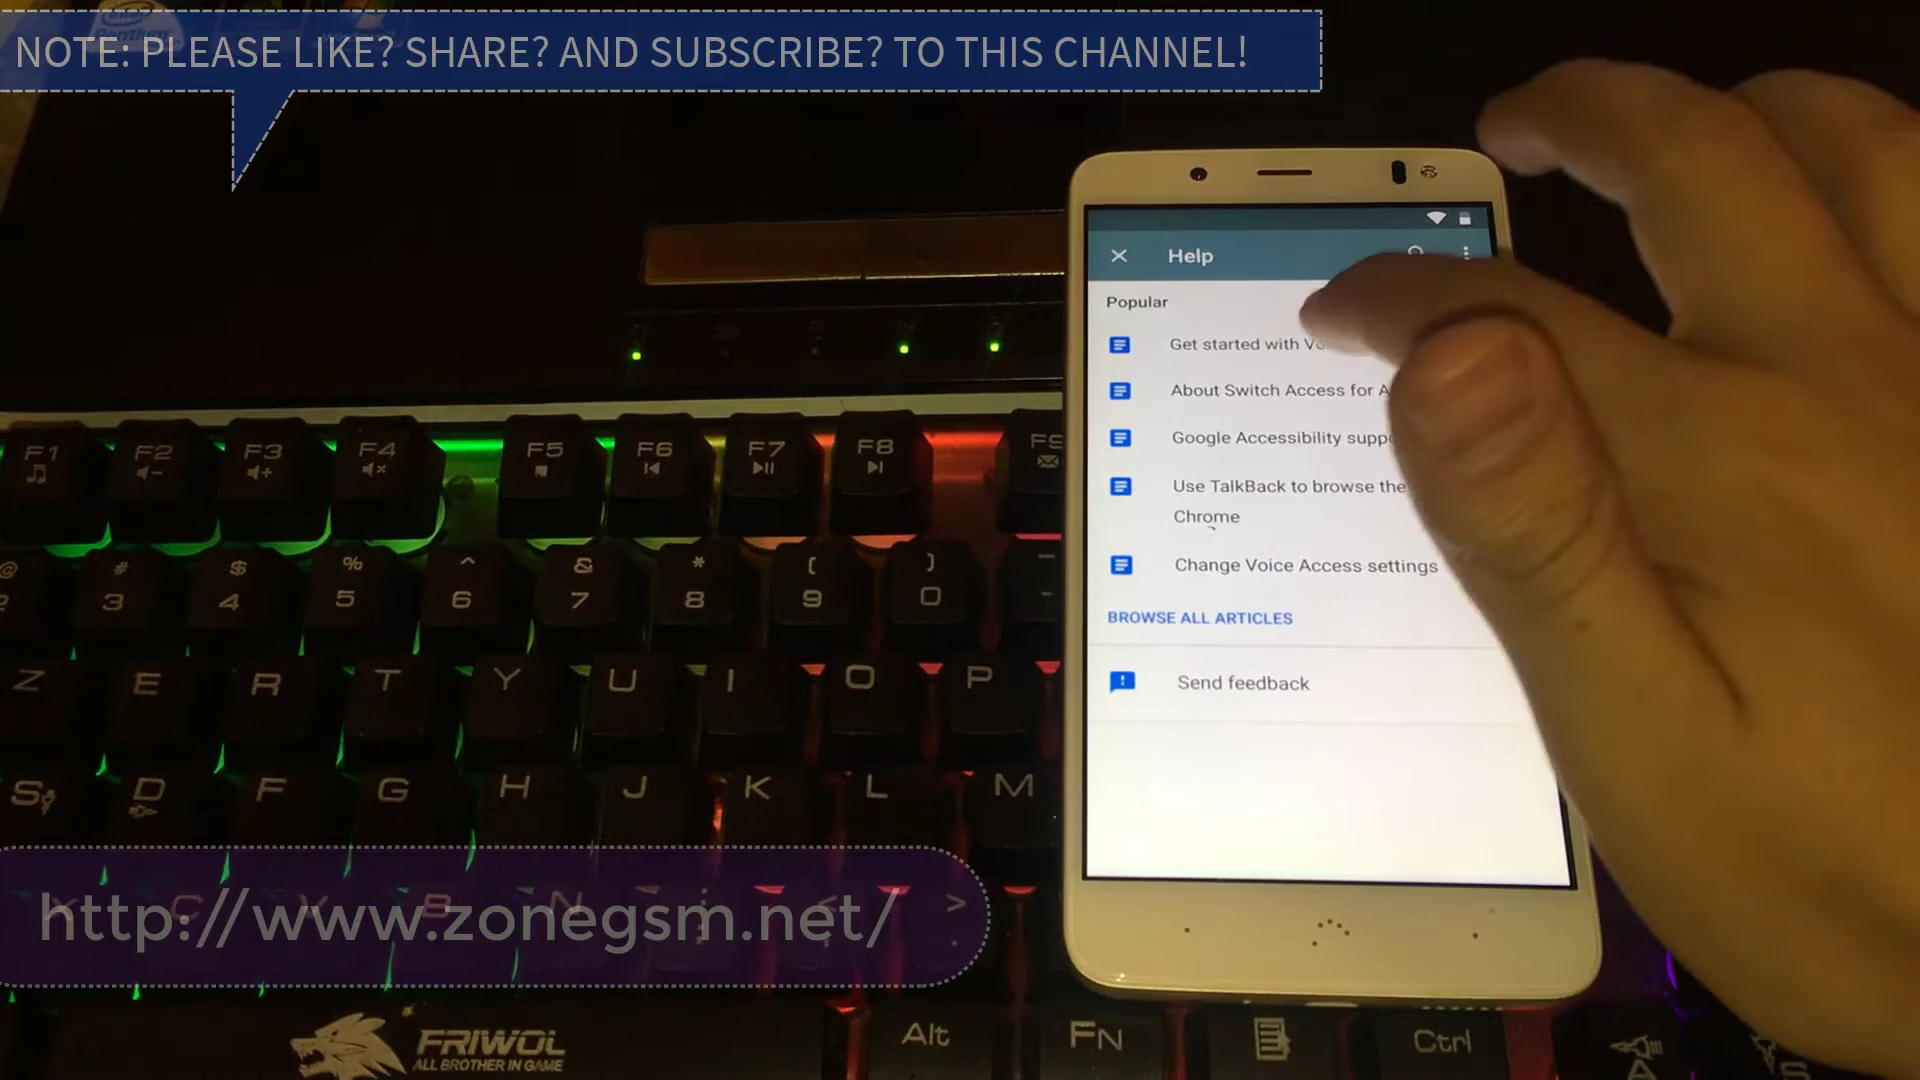 NOTE: PLEASE LIKE? SHARE? AND SUBSCRIBE? TO THIS CHANNEL!
Help
Popular
Get started with
About Switch Access for
Google Accessibility
Use TalkBack to browse the
Chrome
Change Voice Access settings
BROWSE ALL ARTICLES
Send feedback
F1 F2 F3 F4 F5 F6 F7 F8 F9
# $ % ^ & * ( )
3 4 5 6 7 8 9 0
Z E R T Y U I O P
S D F G H J K L M
X C V B N < >
http://www.zonegsm.net/
FRIWOL
ALL BROTHER IN GAME
Alt FN Ctrl